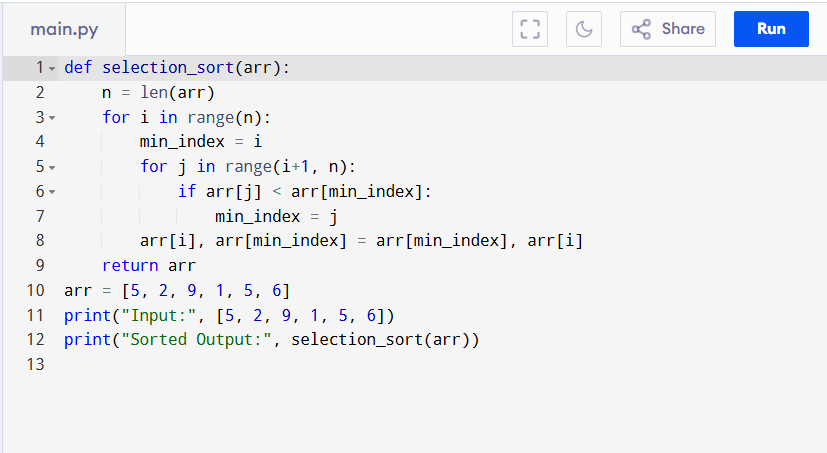 main.py
Share
Run
1 def selection_sort(arr):
2     n = len(arr)
3     for i in range(n):
4         min_index = i
5         for j in range(i+1, n):
6             if arr[j] < arr[min_index]:
7                 min_index = j
8         arr[i], arr[min_index] = arr[min_index], arr[i]
9     return arr
10 arr = [5, 2, 9, 1, 5, 6]
11 print("Input:", [5, 2, 9, 1, 5, 6])
12 print("Sorted Output:", selection_sort(arr))
13